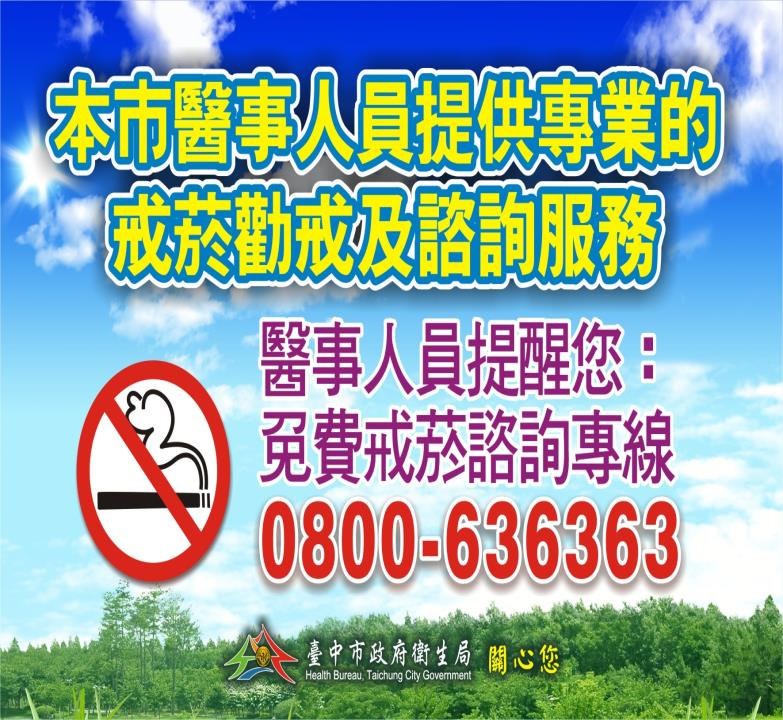 本市醫事人員提供專業的
戒菸勸戒及諮詢服務
醫事人員提醒您：
免費戒菸諮詢專線
0800-636363
臺中市政府衛生局 關心您
Health Bureau, Taichung City Government